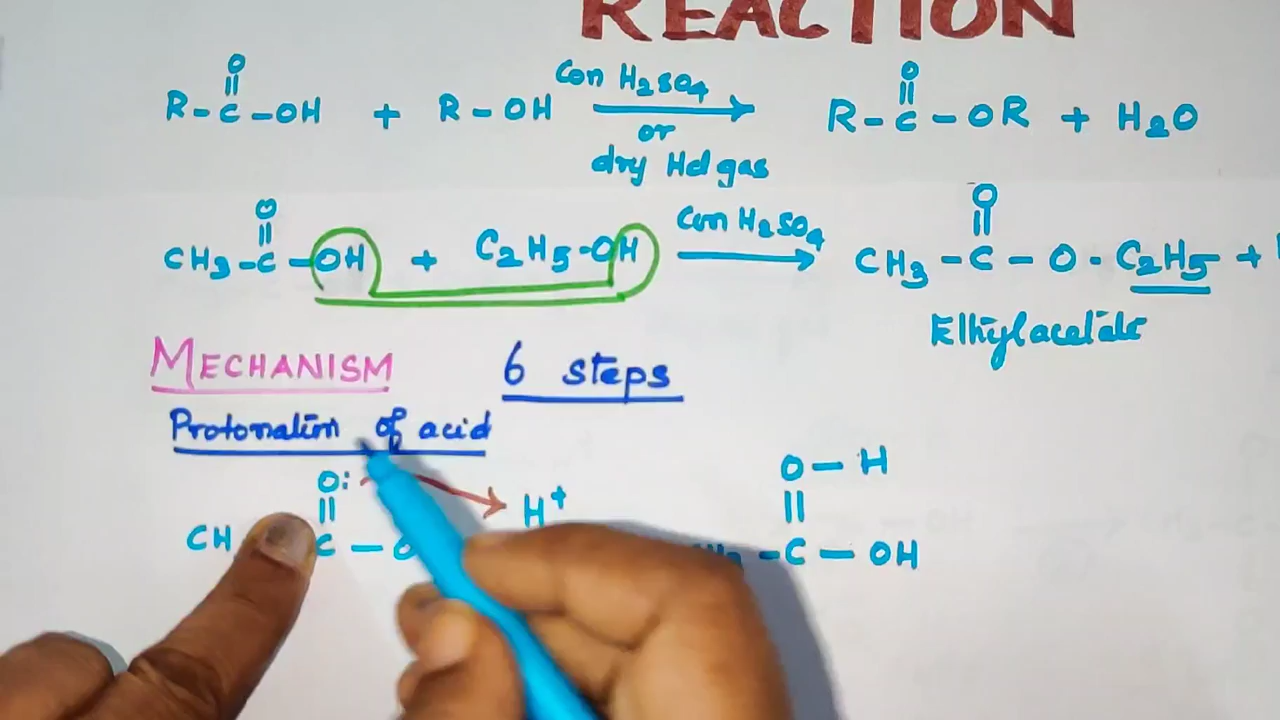 REACTION
O
||
R-C-OH + R-OH Con H2SO4 or dry Hcl gas → R-C-OR + H2O
O
||
O
||
CH3-C-OH + C2H5-OH Con H2SO4 → CH3-C-O-C2H5 +
O
||
Ethylacetate
MECHANISM 6 steps
Protonation of acid
O: → H+ O-H
|| ||
CH C-O C-OH